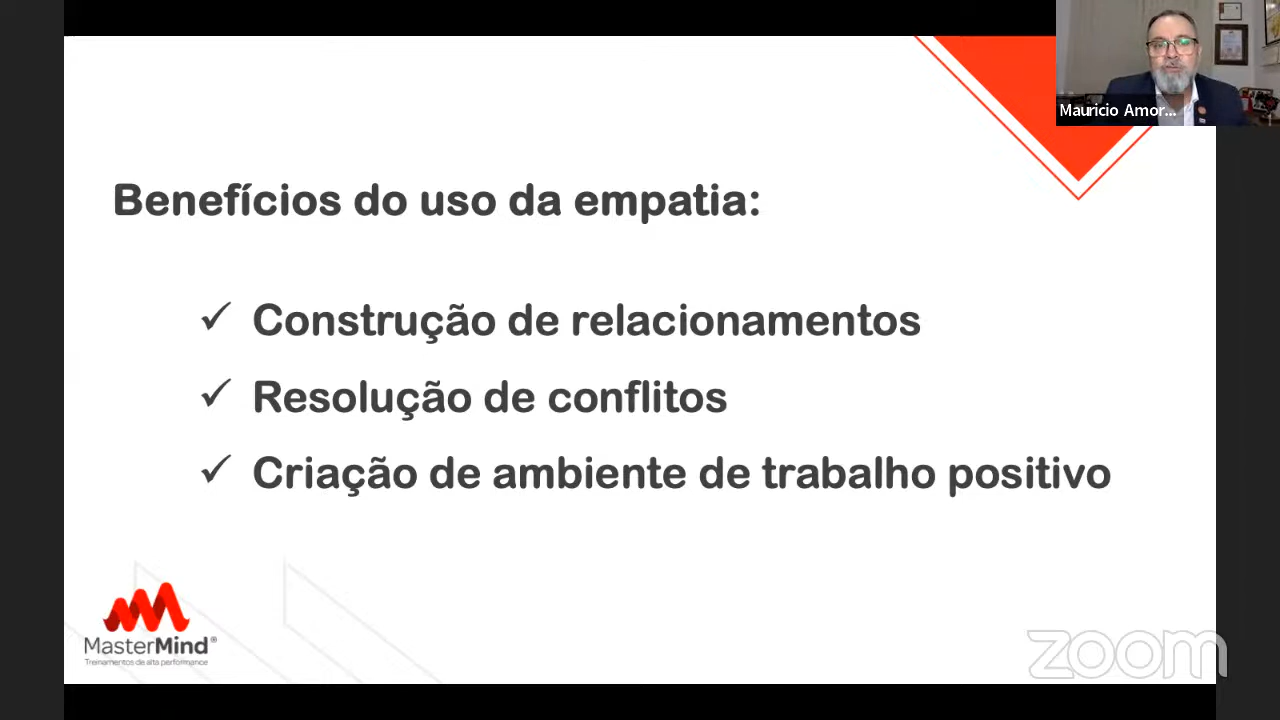 Mauricio Amor...
Benefícios do uso da empatia:
✓ Construção de relacionamentos
✓ Resolução de conflitos
✓ Criação de ambiente de trabalho positivo
MasterMind®
Treinamentos de alta performance
zoom